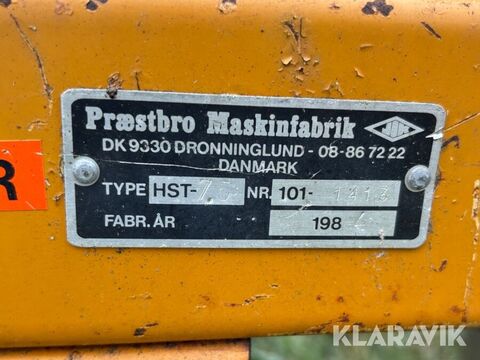 Præstbro Maskinfabrik
DK 9330 DRONNINGLUND - 08-86 72 22
DANMARK
TYPE HST- NR. 101-
FABR. ÅR 198
R
KLARAVIK